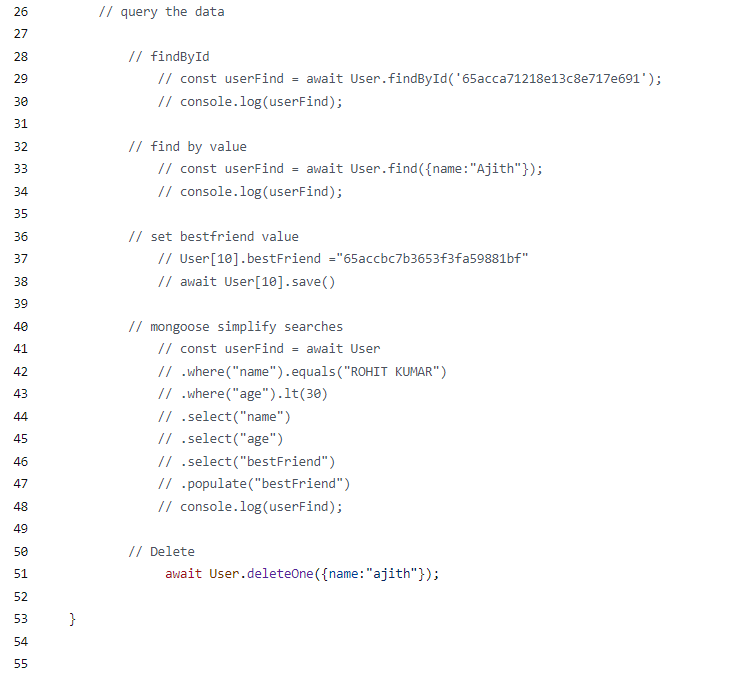 26 // query the data
27
28 // findById
29 // const userFind = await User.findById('65acca71218e13c8e717e691');
30 // console.log(userFind);
31
32 // find by value
33 // const userFind = await User.find({name:"Ajith"});
34 // console.log(userFind);
35
36 // set bestfriend value
37 // User[10].bestFriend ="65accbc7b3653f3fa59881bf"
38 // await User[10].save()
39
40 // mongoose simplify searches
41 // const userFind = await User
42 // .where("name").equals("ROHIT KUMAR")
43 // .where("age").lt(30)
44 // .select("name")
45 // .select("age")
46 // .select("bestFriend")
47 // .populate("bestFriend")
48 // console.log(userFind);
49
50 // Delete
51 await User.deleteOne({name:"ajith"});
52
53 }
54
55